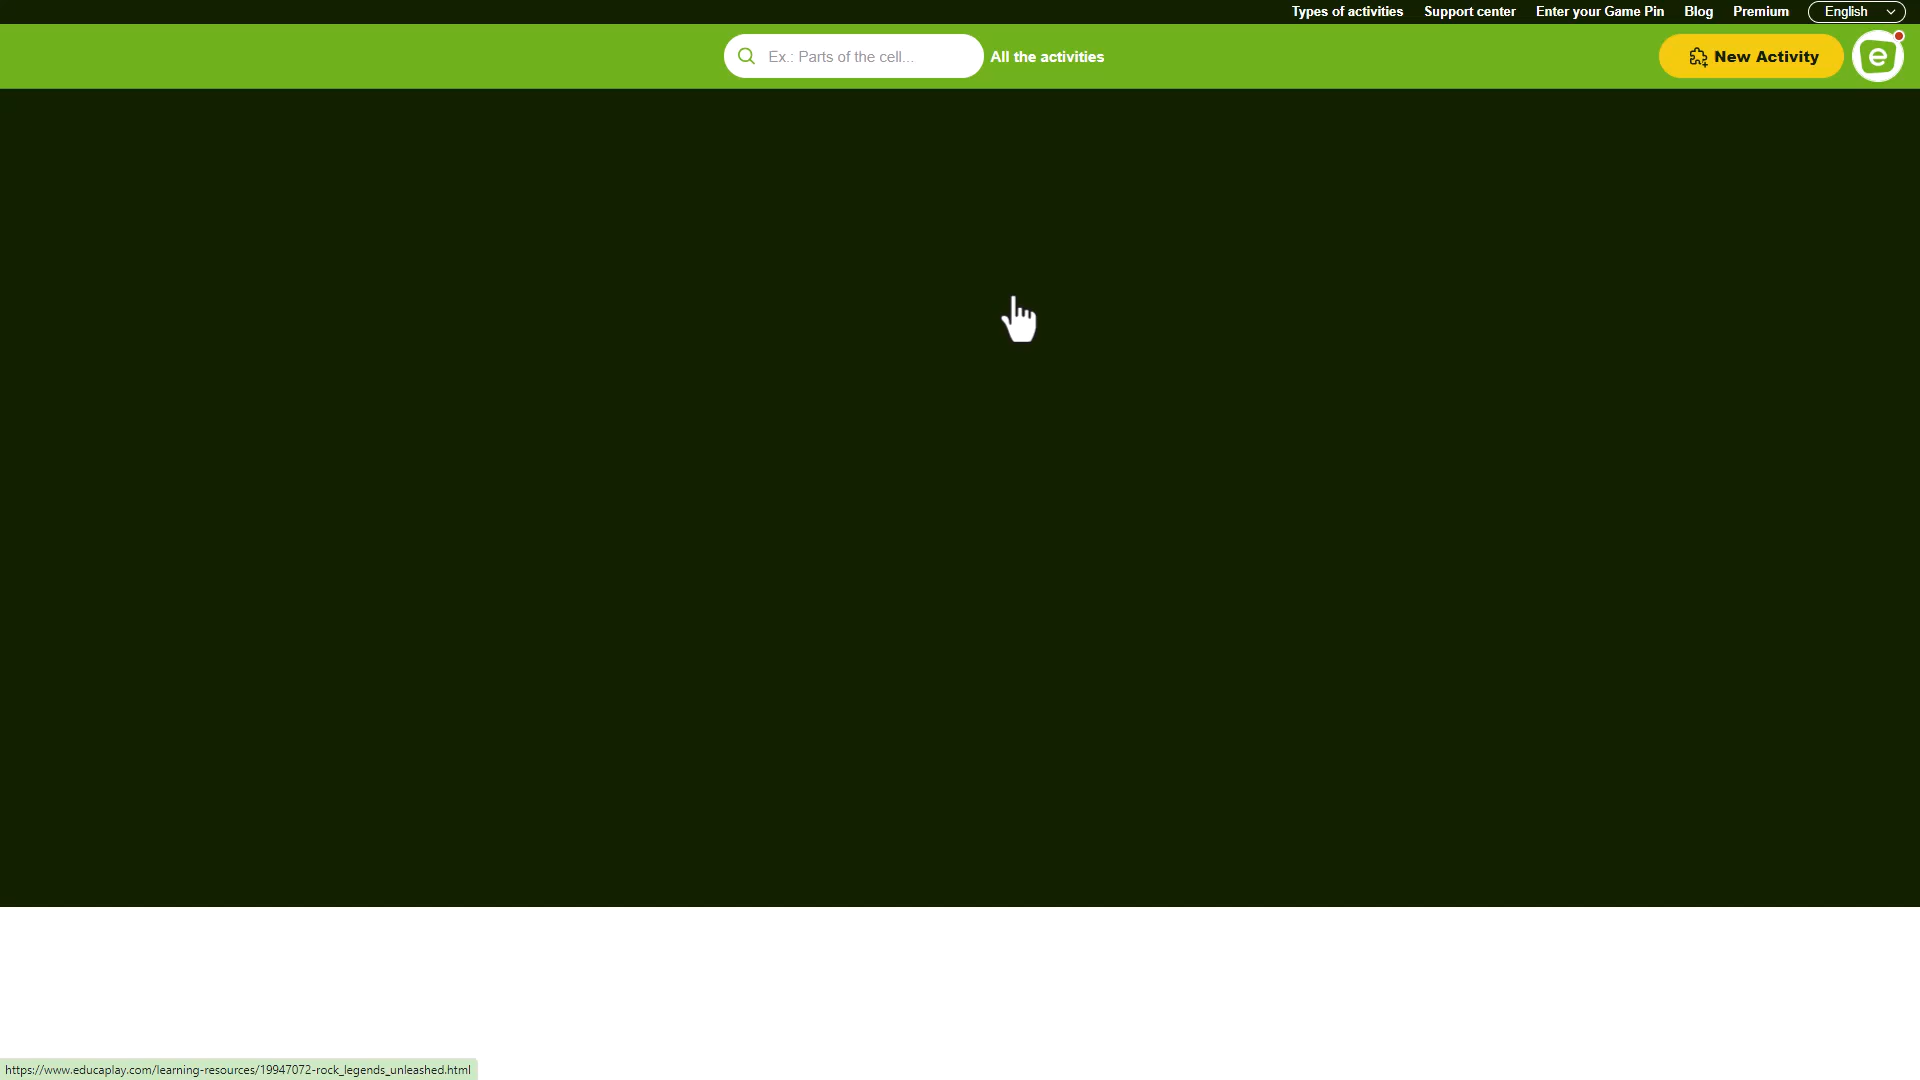 Types of activities Support center Enter your Game Pin Blog Premium English
Ex.: Parts of the cell... All the activities New Activity e
https://www.educaplay.com/learning-resources/19947072-rock_legends_unleashed.html